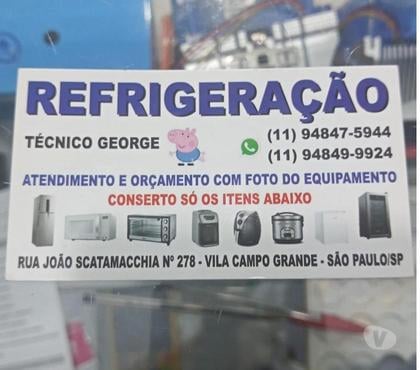 REFRIGERAÇÃO
TÉCNICO GEORGE
(11) 94847-5944
(11) 94849-9924
ATENDIMENTO E ORÇAMENTO COM FOTO DO EQUIPAMENTO
CONSERTO SÓ OS ITENS ABAIXO
RUA JOÃO SCATAMACCHIA Nº 278 - VILA CAMPO GRANDE - SÃO PAULO/SP